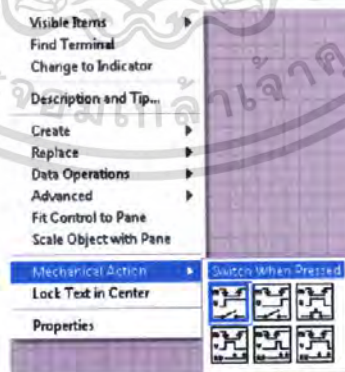 Visible Items
Find Terminal
Change to Indicator
Description and Tip...
Create
Replace
Data Operations
Advanced
Fit Control to Pane
Scale Object with Pane
Mechanical Action
Switch When Pressed
Lock Text in Center
Properties